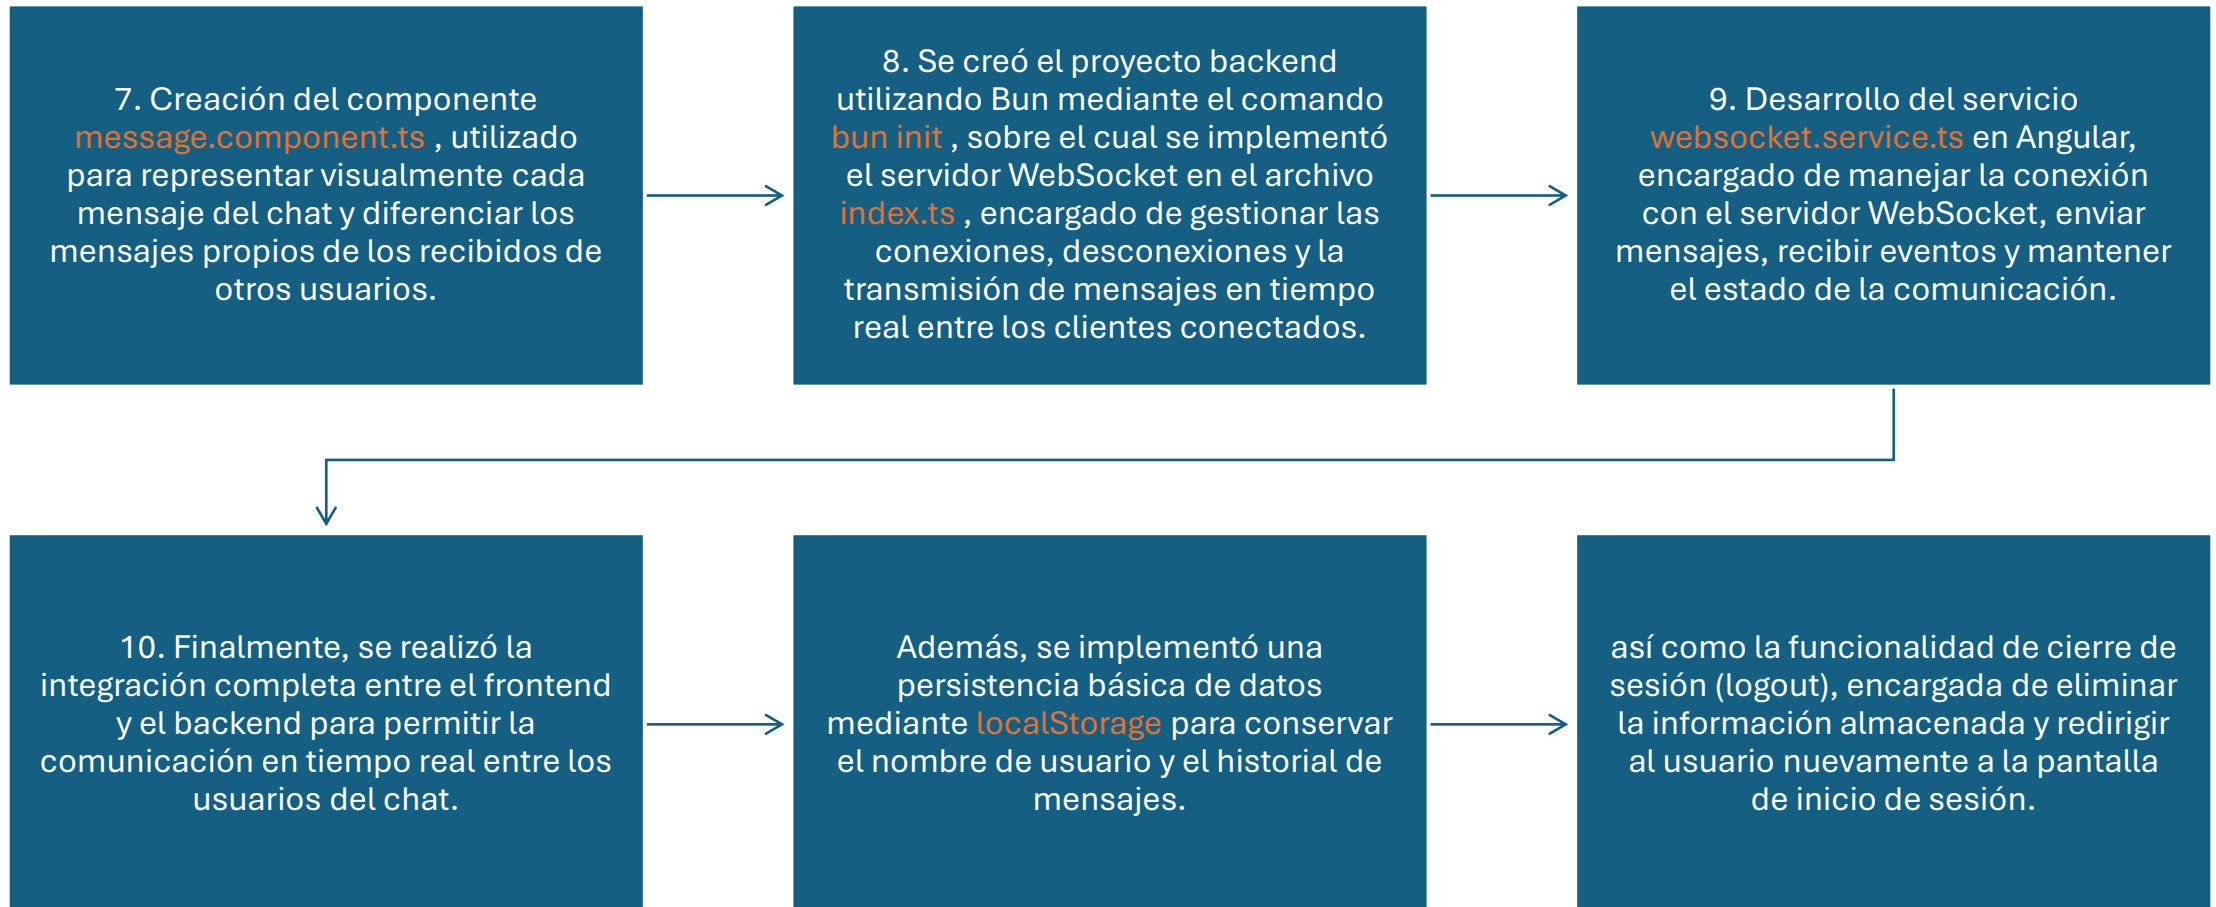 7. Creación del componente
message.component.ts , utilizado
para representar visualmente cada
mensaje del chat y diferenciar los
mensajes propios de los recibidos de
otros usuarios.
8. Se creó el proyecto backend
utilizando Bun mediante el comando
bun init , sobre el cual se implementó
el servidor WebSocket en el archivo
index.ts , encargado de gestionar las
conexiones, desconexiones y la
transmisión de mensajes en tiempo
real entre los clientes conectados.
9. Desarrollo del servicio
websocket.service.ts en Angular,
encargado de manejar la conexión
con el servidor WebSocket, enviar
mensajes, recibir eventos y mantener
el estado de la comunicación.
10. Finalmente, se realizó la
integración completa entre el frontend
y el backend para permitir la
comunicación en tiempo real entre los
usuarios del chat.
Además, se implementó una
persistencia básica de datos
mediante localStorage para conservar
el nombre de usuario y el historial de
mensajes.
así como la funcionalidad de cierre de
sesión (logout), encargada de eliminar
la información almacenada y redirigir
al usuario nuevamente a la pantalla
de inicio de sesión.